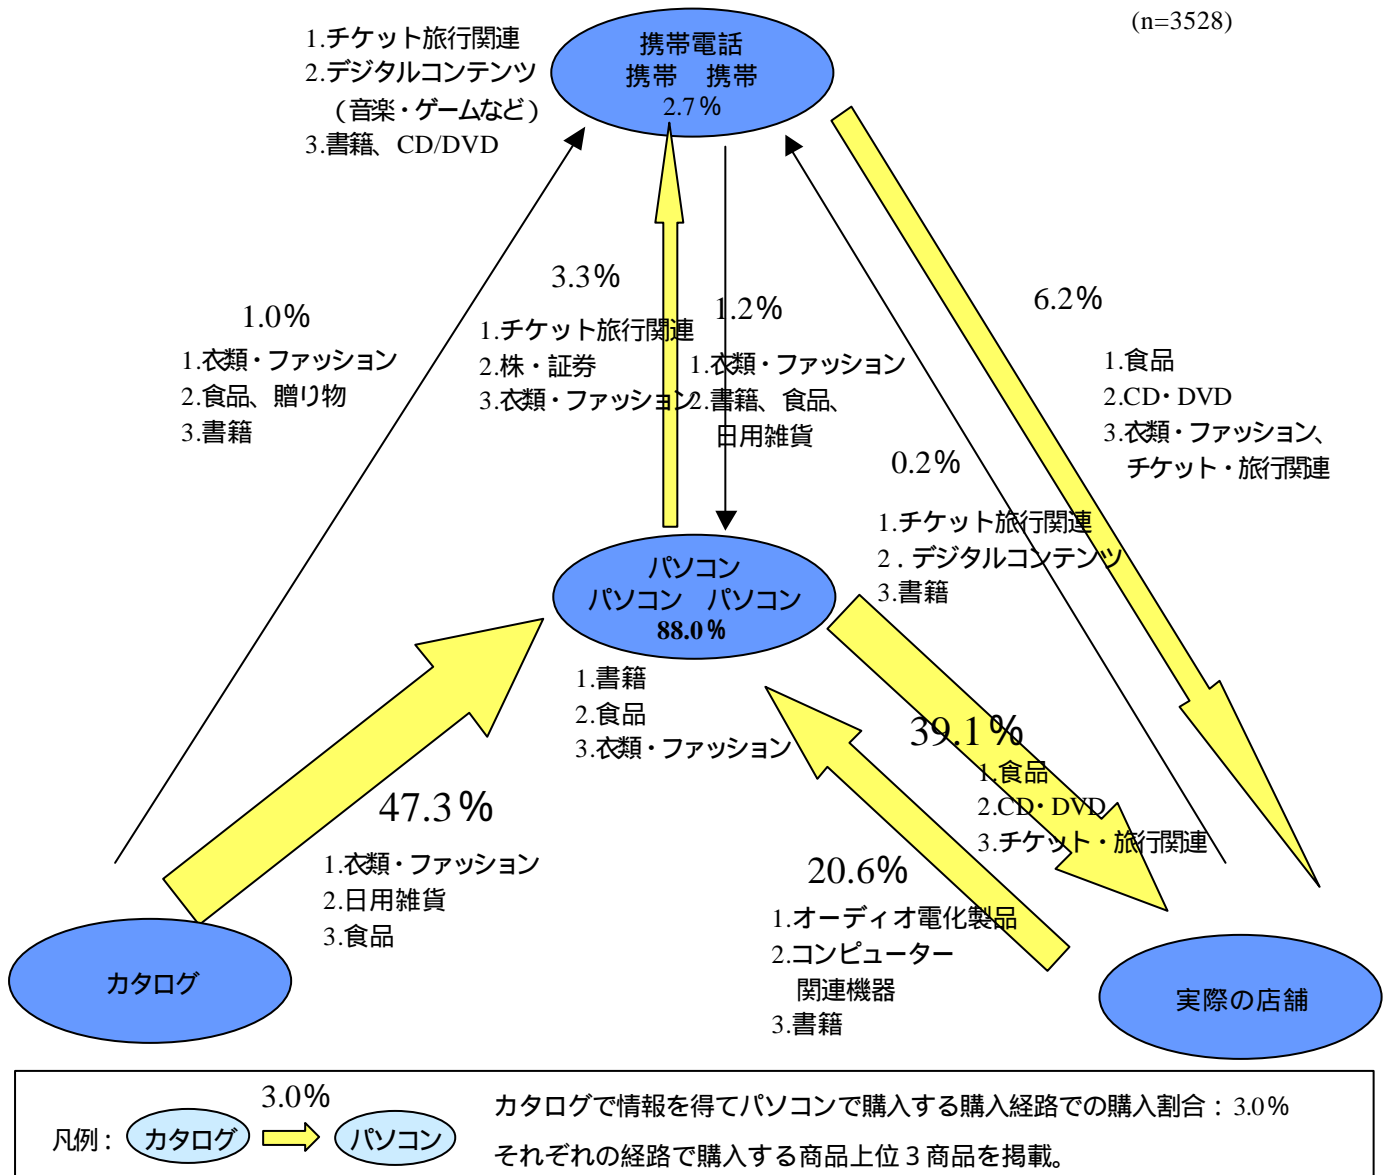 (n=3528)
1.チケット旅行関連
2.デジタルコンテンツ
（音楽・ゲームなど）
3.書籍、CD/DVD
携帯電話
携帯　携帯
2.7%
1.0%
1.衣類・ファッション
2.食品、贈り物
3.書籍
3.3%
1.チケット旅行関連
2.株・証券
3.衣類・ファッション
1.2%
1.衣類・ファッション
2.書籍、食品、
日用雑貨
6.2%
1.食品
2.CD・DVD
3.衣類・ファッション、
チケット・旅行関連
0.2%
1.チケット旅行関連
2．デジタルコンテンツ
3.書籍
パソコン
パソコン　パソコン
88.0%
1.書籍
2.食品
3.衣類・ファッション
39.1%
1.食品
2.CD・DVD
3.チケット・旅行関連
47.3%
1.衣類・ファッション
2.日用雑貨
3.食品
20.6%
1.オーディオ電化製品
2.コンピューター
関連機器
3.書籍
カタログ
実際の店舗
凡例：
カタログ
3.0%
パソコン
カタログで情報を得てパソコンで購入する購入経路での購入割合：3.0%
それぞれの経路で購入する商品上位３商品を掲載。